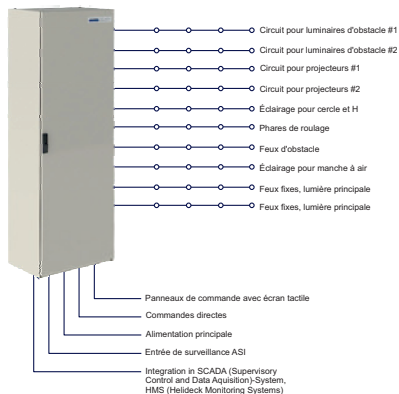 Circuit pour luminaires d'obstacle #1
Circuit pour luminaires d'obstacle #2
Circuit pour projecteurs #1
Circuit pour projecteurs #2
Éclairage pour cercle et H
Phares de roulage
Feux d'obstacle
Éclairage pour manche à air
Feux fixes, lumière principale
Feux fixes, lumière principale
Panneaux de commande avec écran tactile
Commandes directes
Alimentation principale
Entrée de surveillance ASI
Integration in SCADA (Supervisory
Control and Data Aquisition)-System,
HMS (Helideck Monitoring Systems)